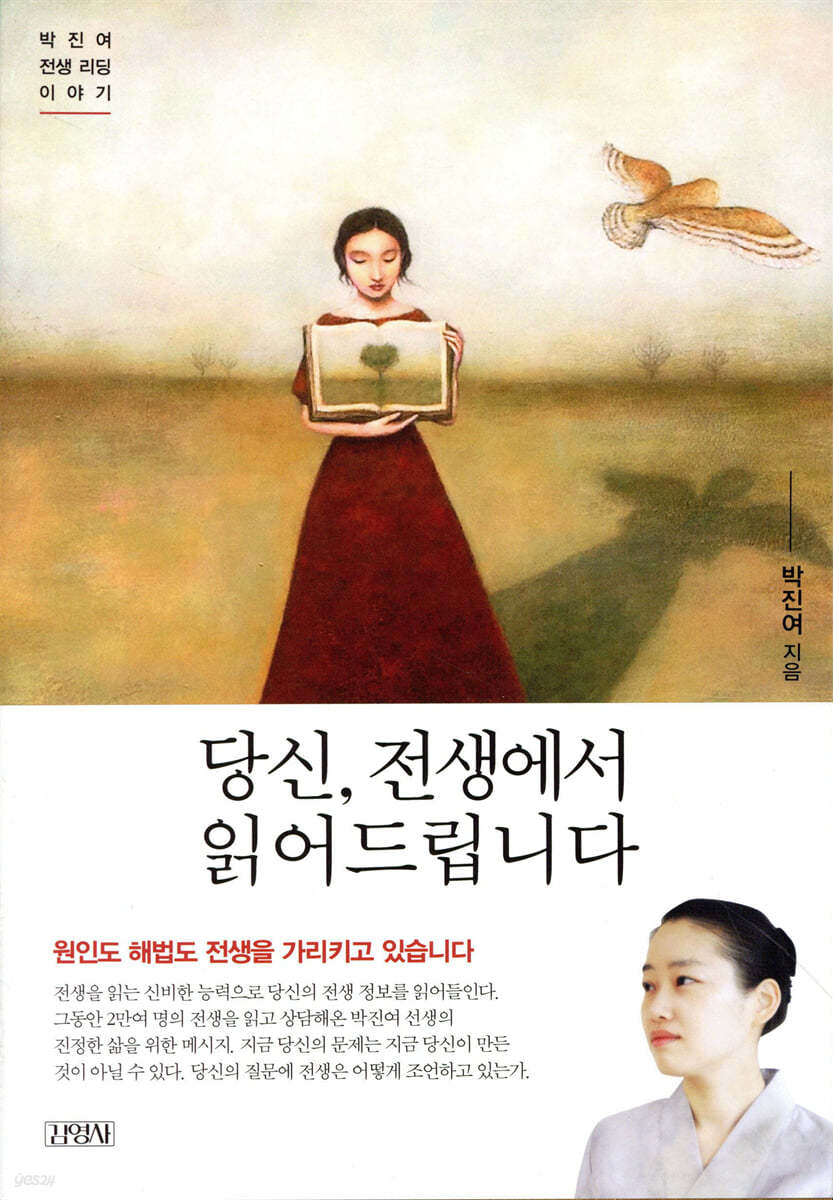 박진여
전생 리딩
이야기
박진여 지음
당신, 전생에서
읽어드립니다
원인도 해법도 전생을 가리키고 있습니다
전생을 읽는 신비한 능력으로 당신의 전생 정보를 읽어들인다.
그동안 2만여 명의 전생을 읽고 상담해온 박진여 선생의
진정한 삶을 위한 메시지. 지금 당신의 문제는 지금 당신이 만든
것이 아닐 수 있다. 당신의 질문에 전생은 어떻게 조언하고 있는가.
김영사
yes24